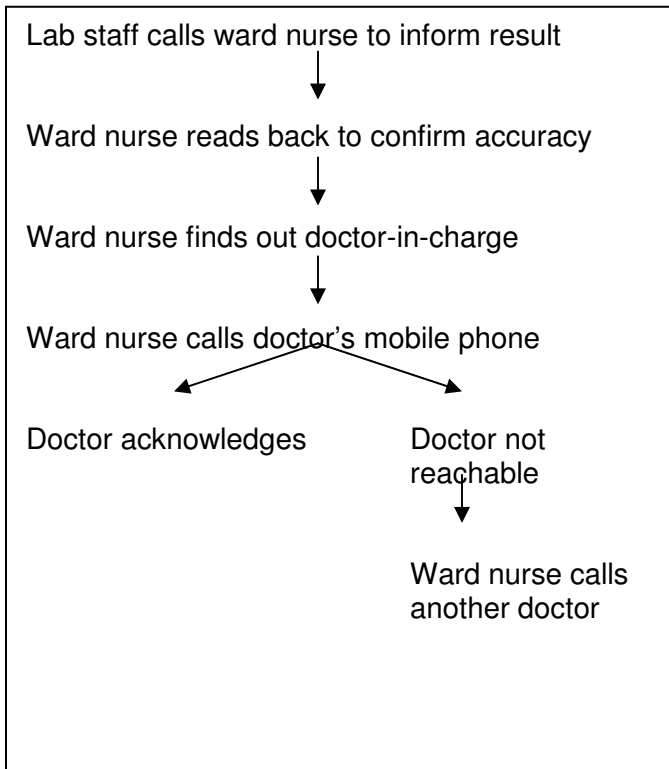 Lab staff calls ward nurse to inform result
Ward nurse reads back to confirm accuracy
Ward nurse finds out doctor-in-charge
Ward nurse calls doctor’s mobile phone
Doctor acknowledges
Doctor not
reachable
Ward nurse calls
another doctor